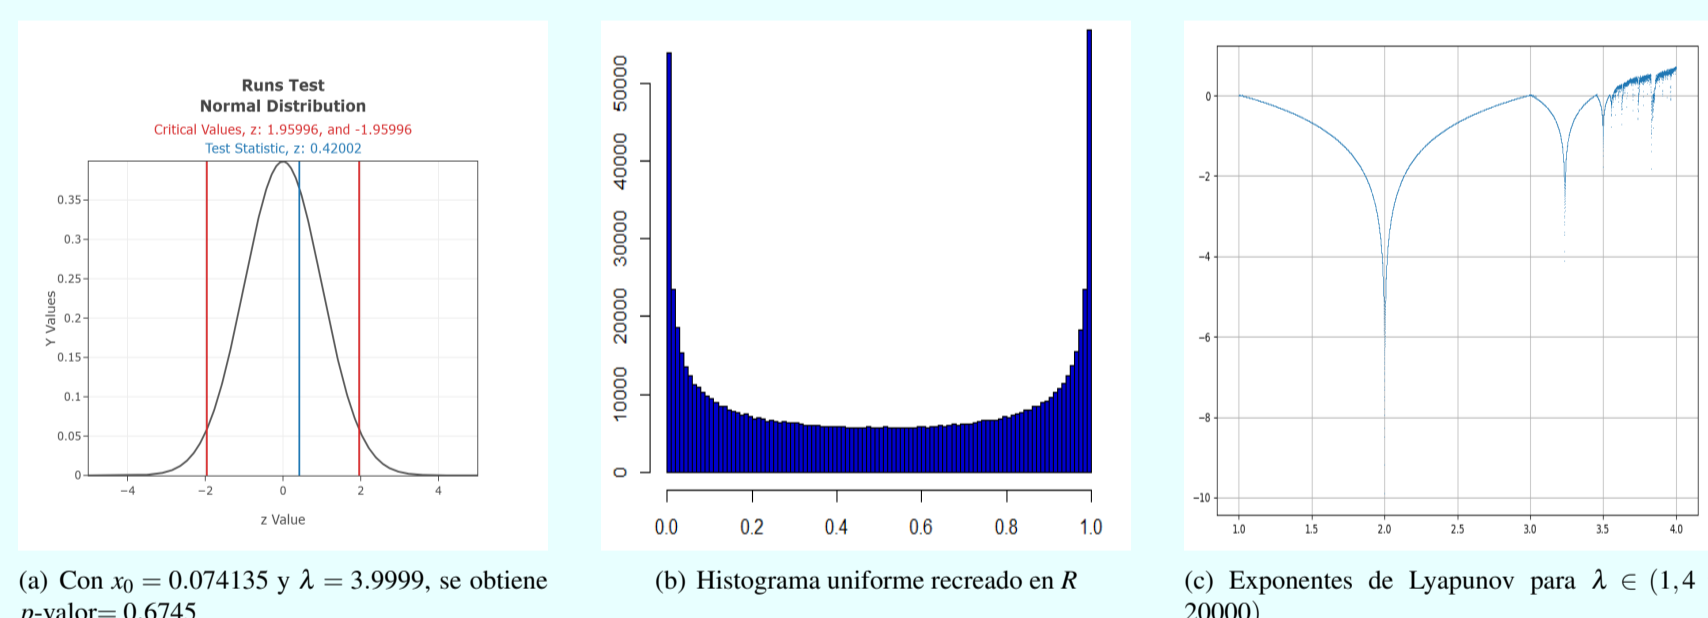 Runs Test
Normal Distribution
Critical Values, z: 1.95996, and -1.95996
Test Statistic, z: 0.42002
Y Values
0.35
0.3
0.25
0.2
0.15
0.1
0.05
0
−4 −2 0 2 4
z Value
(a) Con x₀ = 0.074135 y λ = 3.9999, se obtiene
p-valor= 0.6745
50000
40000
30000
20000
10000
0
0.0 0.2 0.4 0.6 0.8 1.0
(b) Histograma uniforme recreado en R
0
−2
−4
−6
−8
−10
1.0 1.5 2.0 2.5 3.0 3.5 4.0
(c) Exponentes de Lyapunov para λ ∈ (1,4
20000)